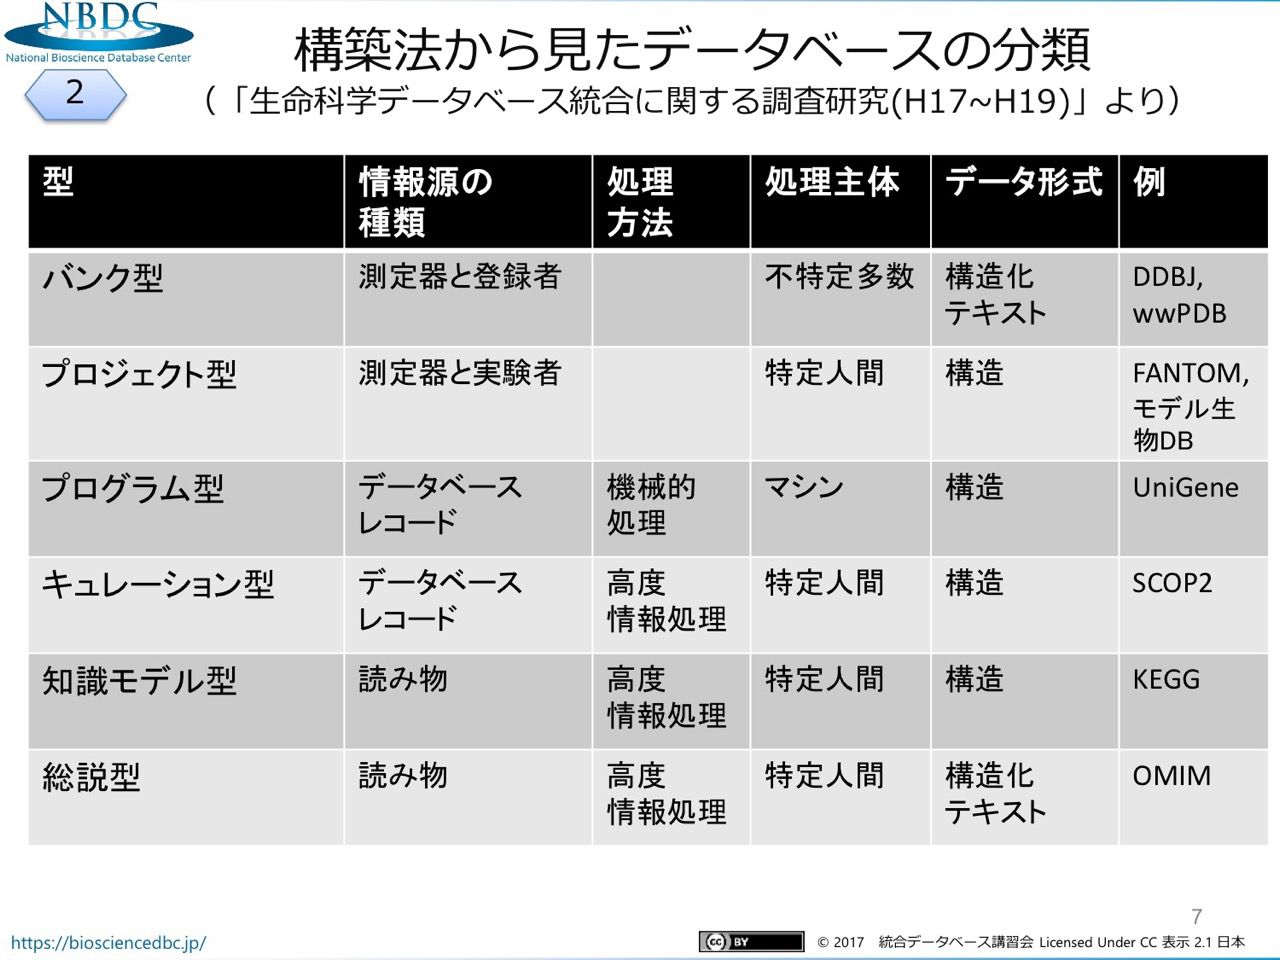 NBDC
National Bioscience Database Center
2
構築法から見たデータベースの分類
（「生命科学データベース統合に関する調査研究(H17~H19)」より）
型
情報源の
種類
処理
方法
処理主体
データ形式
例
バンク型
測定器と登録者
不特定多数
構造化
テキスト
DDBJ,
wwPDB
プロジェクト型
測定器と実験者
特定人間
構造
FANTOM,
モデル生
物DB
プログラム型
データベース
レコード
機械的
処理
マシン
構造
UniGene
キュレーション型
データベース
レコード
高度
情報処理
特定人間
構造
SCOP2
知識モデル型
読み物
高度
情報処理
特定人間
構造
KEGG
総説型
読み物
高度
情報処理
特定人間
構造化
テキスト
OMIM
7
https://biosciencedbc.jp/
cc BY
© 2017 統合データベース講習会 Licensed Under CC 表示 2.1 日本